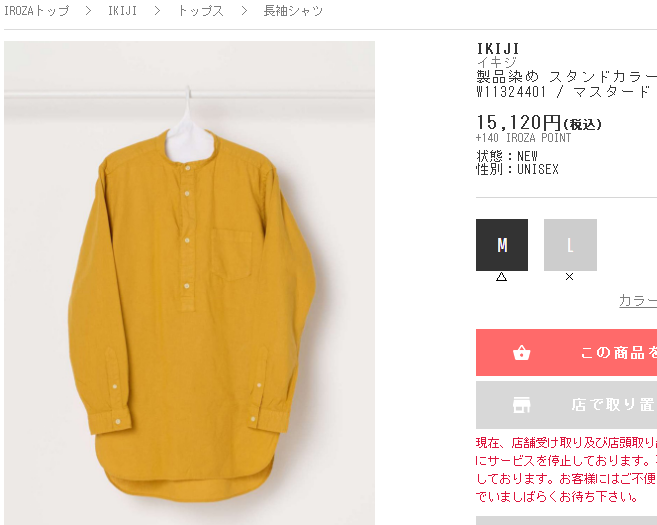 IROZAトップ > IKIJI > トップス > 長袖シャツ
IKIJI
イキジ
製品染め スタンドカラー
W11324401 / マスタード
15,120円(税込)
+140 IROZA POINT
状態：NEW
性別：UNISEX
M L
△ ×
カラー
この商品を
店で取り置
現在、店舗受け取り及び店頭取り
にサービスを停止しております。
しております。お客様にはご不便
でいましばらくお待ち下さい。